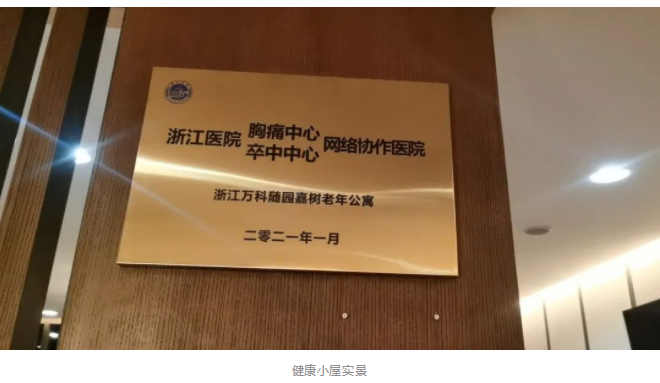 浙江医院 胸痛中心 网络协作医院
卒中中心
浙江万科随园嘉树老年公寓
二零二一年一月
健康小屋实景